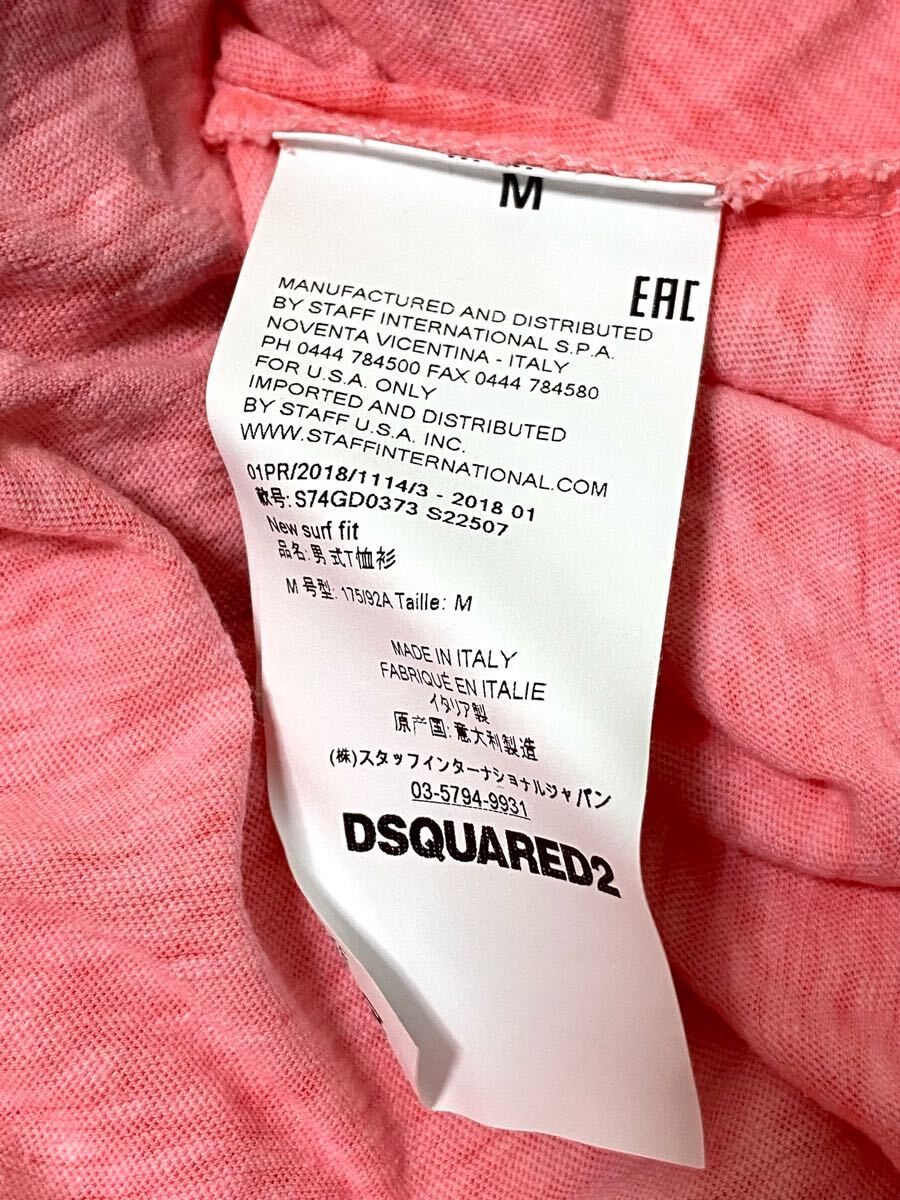 M
EAC
MANUFACTURED AND DISTRIBUTED
BY STAFF INTERNATIONAL S.P.A.
NOVENTA VICENTINA - ITALY
PH 0444 784500 FAX 0444 784580
FOR U.S.A. ONLY
IMPORTED AND DISTRIBUTED
BY STAFF U.S.A. INC.
WWW.STAFFINTERNATIONAL.COM
01PR/2018/1114/3 - 2018 01
款号: S74GD0373 S22507
New surf fit
品名: 男式T恤衫
M 号型: 175/92A Taille: M
MADE IN ITALY
FABRIQUÉ EN ITALIE
イタリア製
原产国: 意大利製造
(株)スタッフインターナショナルジャパン
03-5794-9931
DSQUARED2